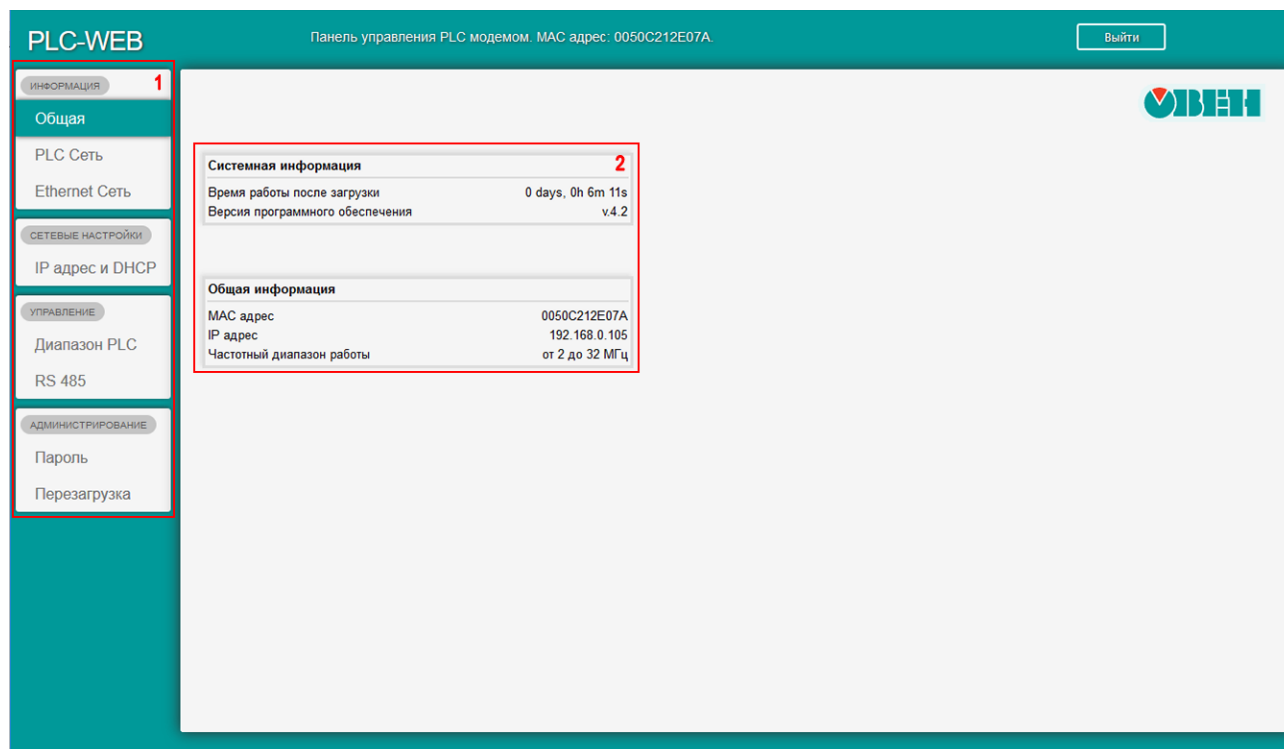 PLC-WEB
Панель управления PLC модемом. MAC адрес: 0050C212E07A.
Выйти
ИНФОРМАЦИЯ
1
Общая
PLC Сеть
Ethernet Сеть
СЕТЕВЫЕ НАСТРОЙКИ
IP адрес и DHCP
УПРАВЛЕНИЕ
Диапазон PLC
RS 485
АДМИНИСТРИРОВАНИЕ
Пароль
Перезагрузка
ОВЕН
Системная информация 2
Время работы после загрузки 0 days, 0h 6m 11s
Версия программного обеспечения v.4.2
Общая информация
MAC адрес 0050C212E07A
IP адрес 192.168.0.105
Частотный диапазон работы от 2 до 32 МГц